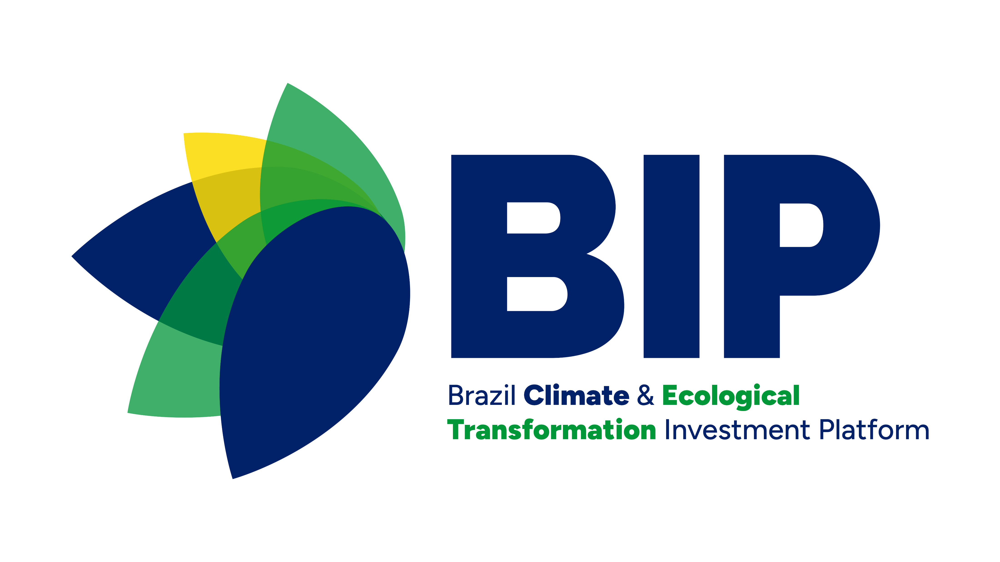 BIP
Brazil Climate & Ecological
Transformation Investment Platform